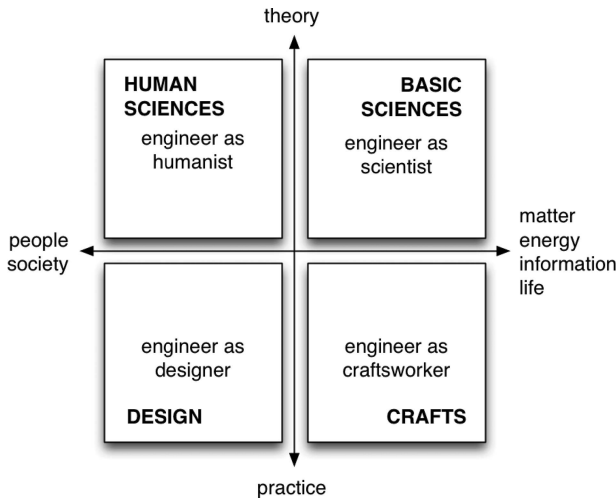 theory
HUMAN
SCIENCES
engineer as
humanist
BASIC
SCIENCES
engineer as
scientist
people
society
matter
energy
information
life
engineer as
designer
DESIGN
engineer as
craftsworker
CRAFTS
practice